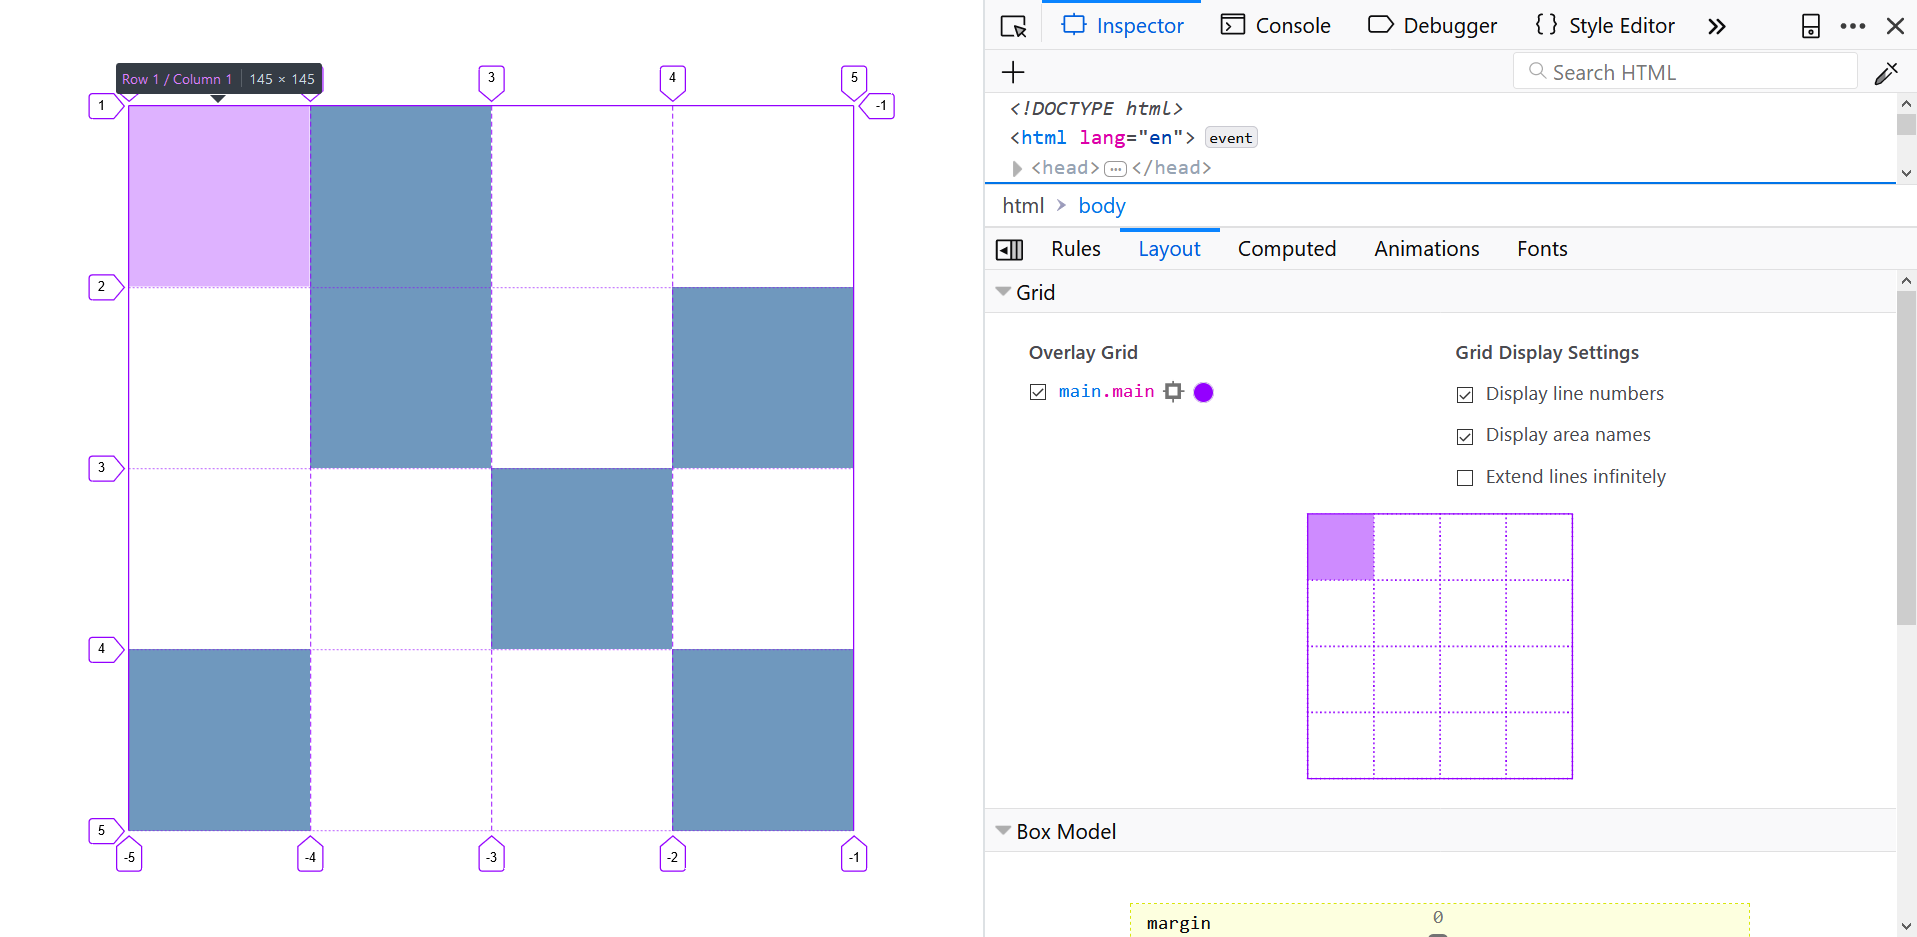 Row 1 / Column 1 145 × 145
3
4
5
1
-1
2
3
4
5
-5
-4
-3
-2
-1
Inspector
Console
Debugger
{ } Style Editor
Search HTML
<!DOCTYPE html>
<html lang="en"> event
<head> … </head>
html > body
Rules
Layout
Computed
Animations
Fonts
Grid
Overlay Grid
main.main
Grid Display Settings
Display line numbers
Display area names
Extend lines infinitely
Box Model
margin
0